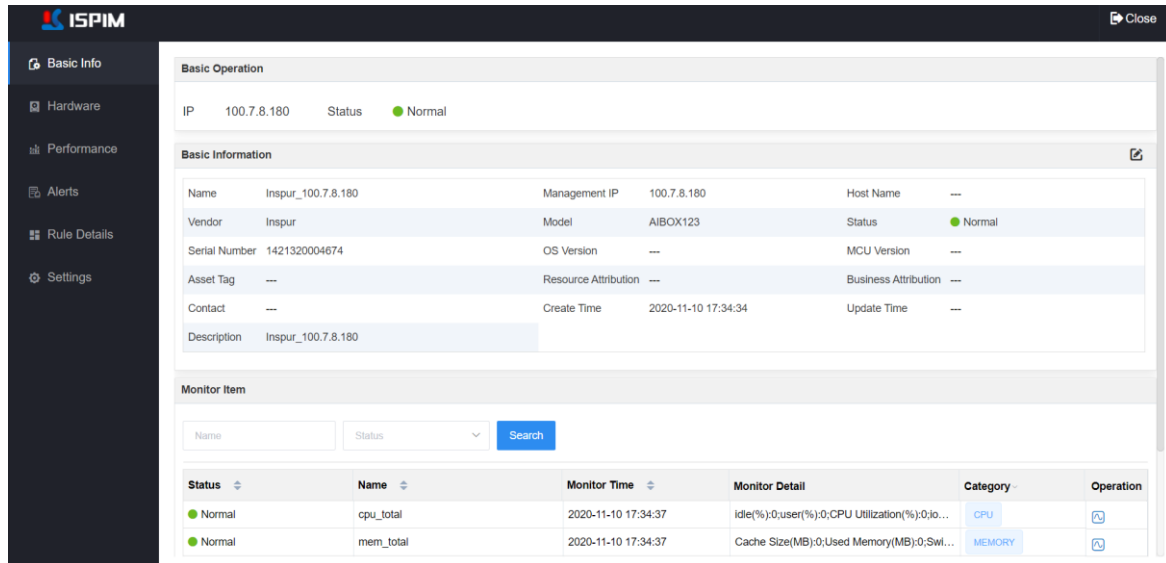 ISPIM
Close
Basic Info
Hardware
Performance
Alerts
Rule Details
Settings
Basic Operation
IP 100.7.8.180 Status Normal
Basic Information
Name Inspur_100.7.8.180 Management IP 100.7.8.180 Host Name ---
Vendor Inspur Model AIBOX123 Status Normal
Serial Number 1421320004674 OS Version --- MCU Version ---
Asset Tag --- Resource Attribution --- Business Attribution ---
Contact --- Create Time 2020-11-10 17:34:34 Update Time ---
Description Inspur_100.7.8.180
Monitor Item
Name Status Search
Status Name Monitor Time Monitor Detail Category Operation
Normal cpu_total 2020-11-10 17:34:37 idle(%):0;user(%):0;CPU Utilization(%):0;io... CPU
Normal mem_total 2020-11-10 17:34:37 Cache Size(MB):0;Used Memory(MB):0;Swi... MEMORY